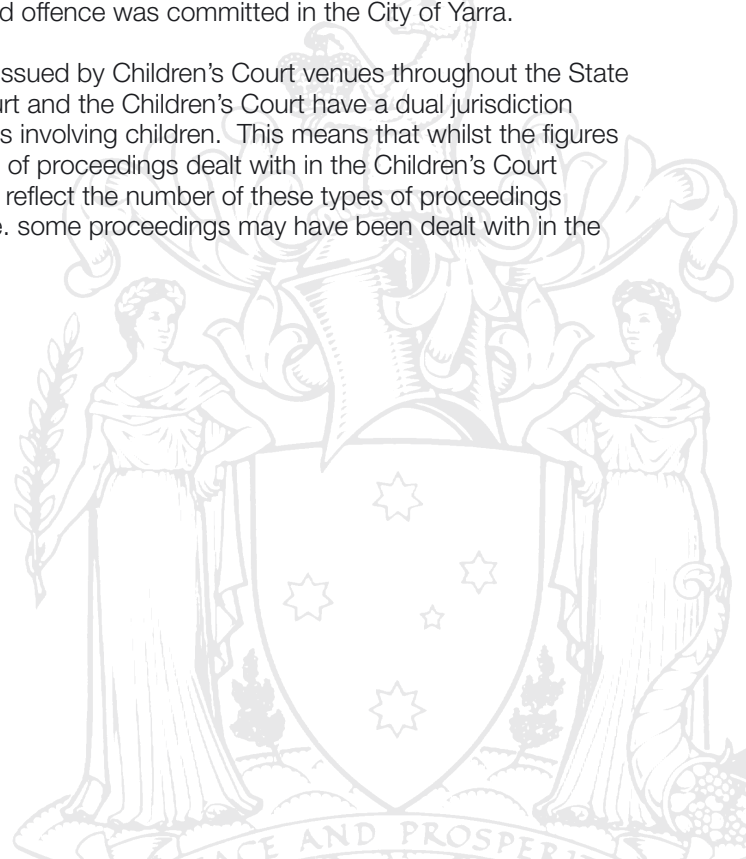 d offence was committed in the City of Yarra.
issued by Children's Court venues throughout the State
urt and the Children's Court have a dual jurisdiction
s involving children. This means that whilst the figures
of proceedings dealt with in the Children's Court
reflect the number of these types of proceedings
e. some proceedings may have been dealt with in the
ACE AND PROSPERI